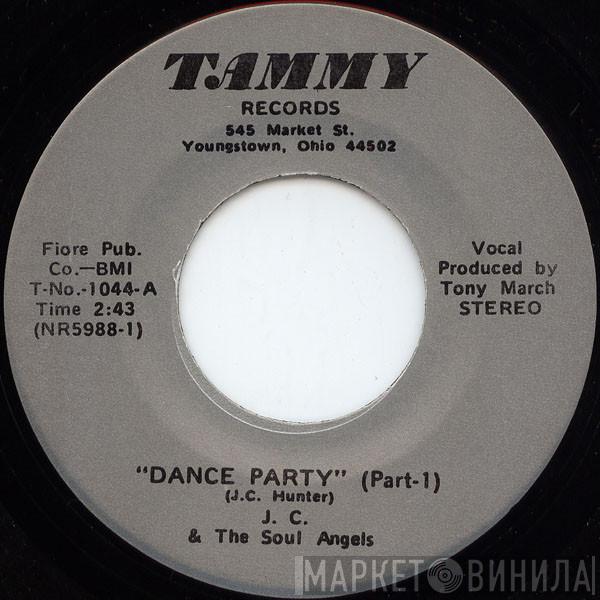 TAMMY
RECORDS
545 Market St.
Youngstown, Ohio 44502
Fiore Pub.
Co.—BMI
T-No.-1044-A
Time 2:43
(NR5988-1)
Vocal
Produced by
Tony March
STEREO
"DANCE PARTY" (Part-1)
(J.C. Hunter)
J. C.
& The Soul Angels
МАРКЕТ ВИНИЛА